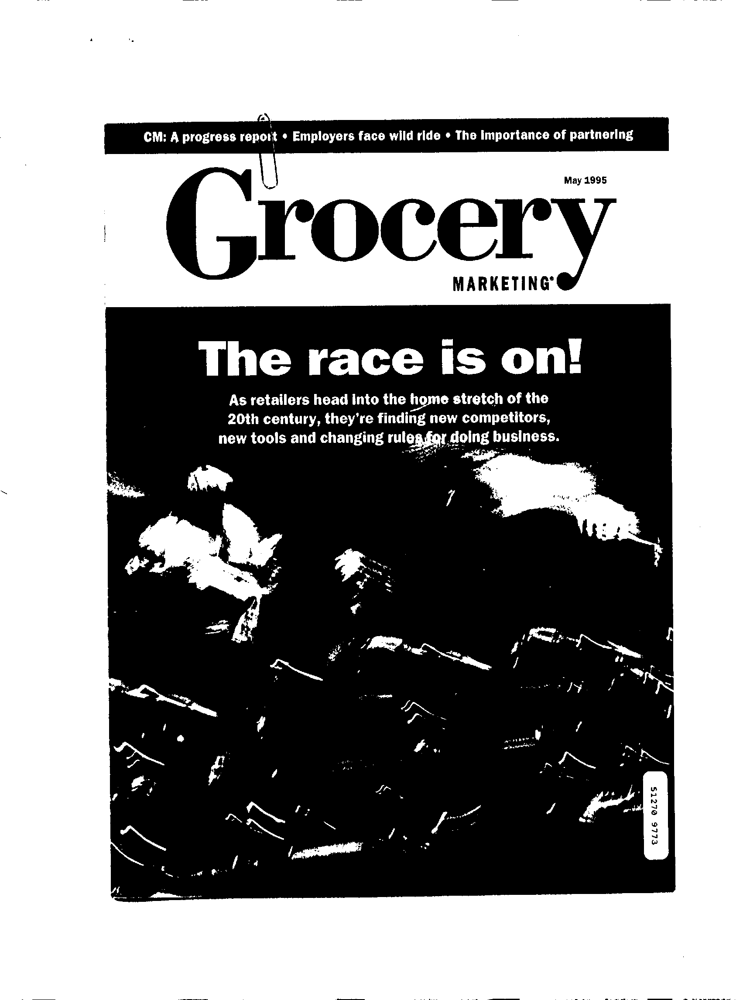 CM: A progress report • Employers face wild ride • The importance of partnering
May 1995
Grocery
MARKETING
The race is on!
As retailers head into the home stretch of the
20th century, they're finding new competitors,
new tools and changing rules for doing business.
51270 9773